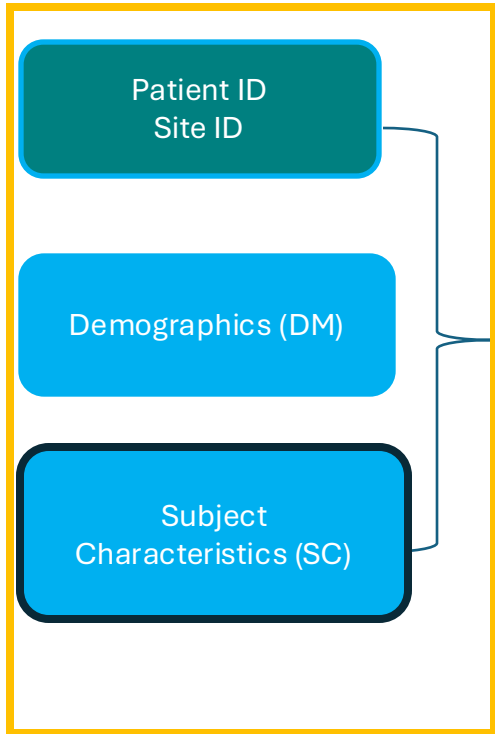 Patient ID
Site ID
Demographics (DM)
Subject
Characteristics (SC)